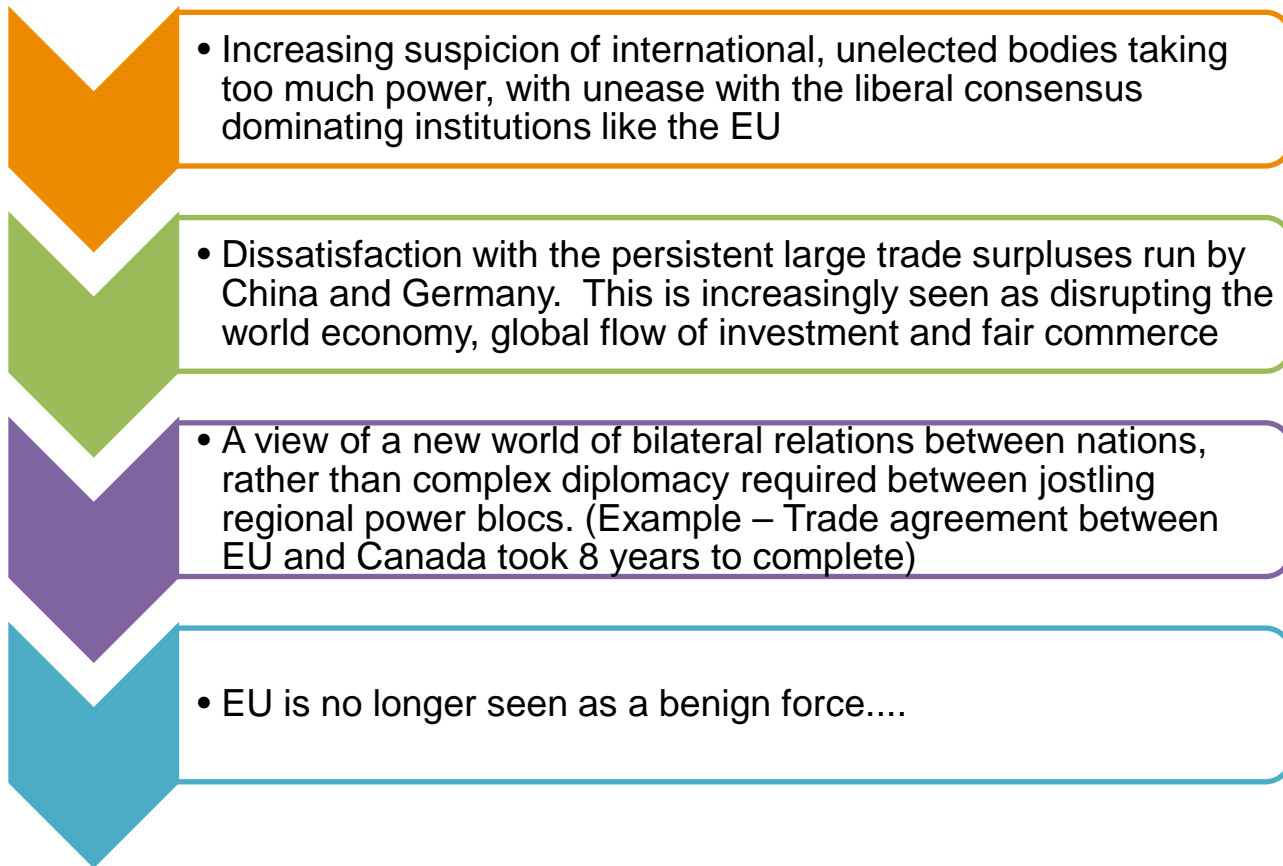 • Increasing suspicion of international, unelected bodies taking
too much power, with unease with the liberal consensus
dominating institutions like the EU
• Dissatisfaction with the persistent large trade surpluses run by
China and Germany.  This is increasingly seen as disrupting the
world economy, global flow of investment and fair commerce
• A view of a new world of bilateral relations between nations,
rather than complex diplomacy required between jostling
regional power blocs. (Example – Trade agreement between
EU and Canada took 8 years to complete)
• EU is no longer seen as a benign force....